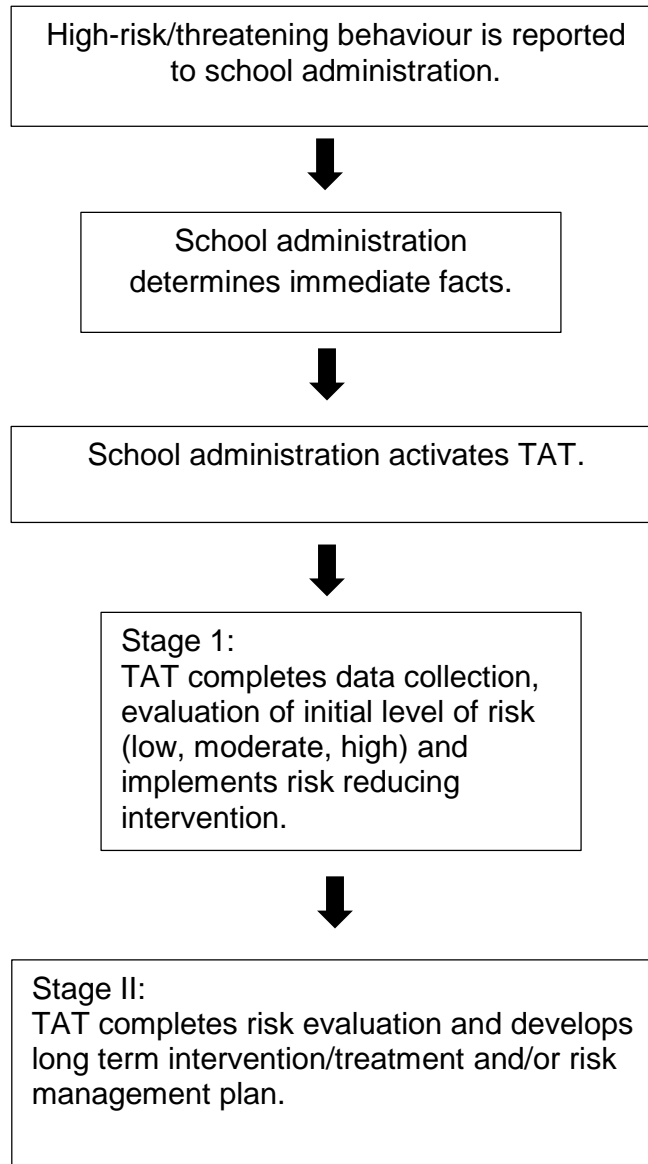 High-risk/threatening behaviour is reported
to school administration.
School administration
determines immediate facts.
School administration activates TAT.
Stage 1:
TAT completes data collection,
evaluation of initial level of risk
(low, moderate, high) and
implements risk reducing
intervention.
Stage II:
TAT completes risk evaluation and develops
long term intervention/treatment and/or risk
management plan.